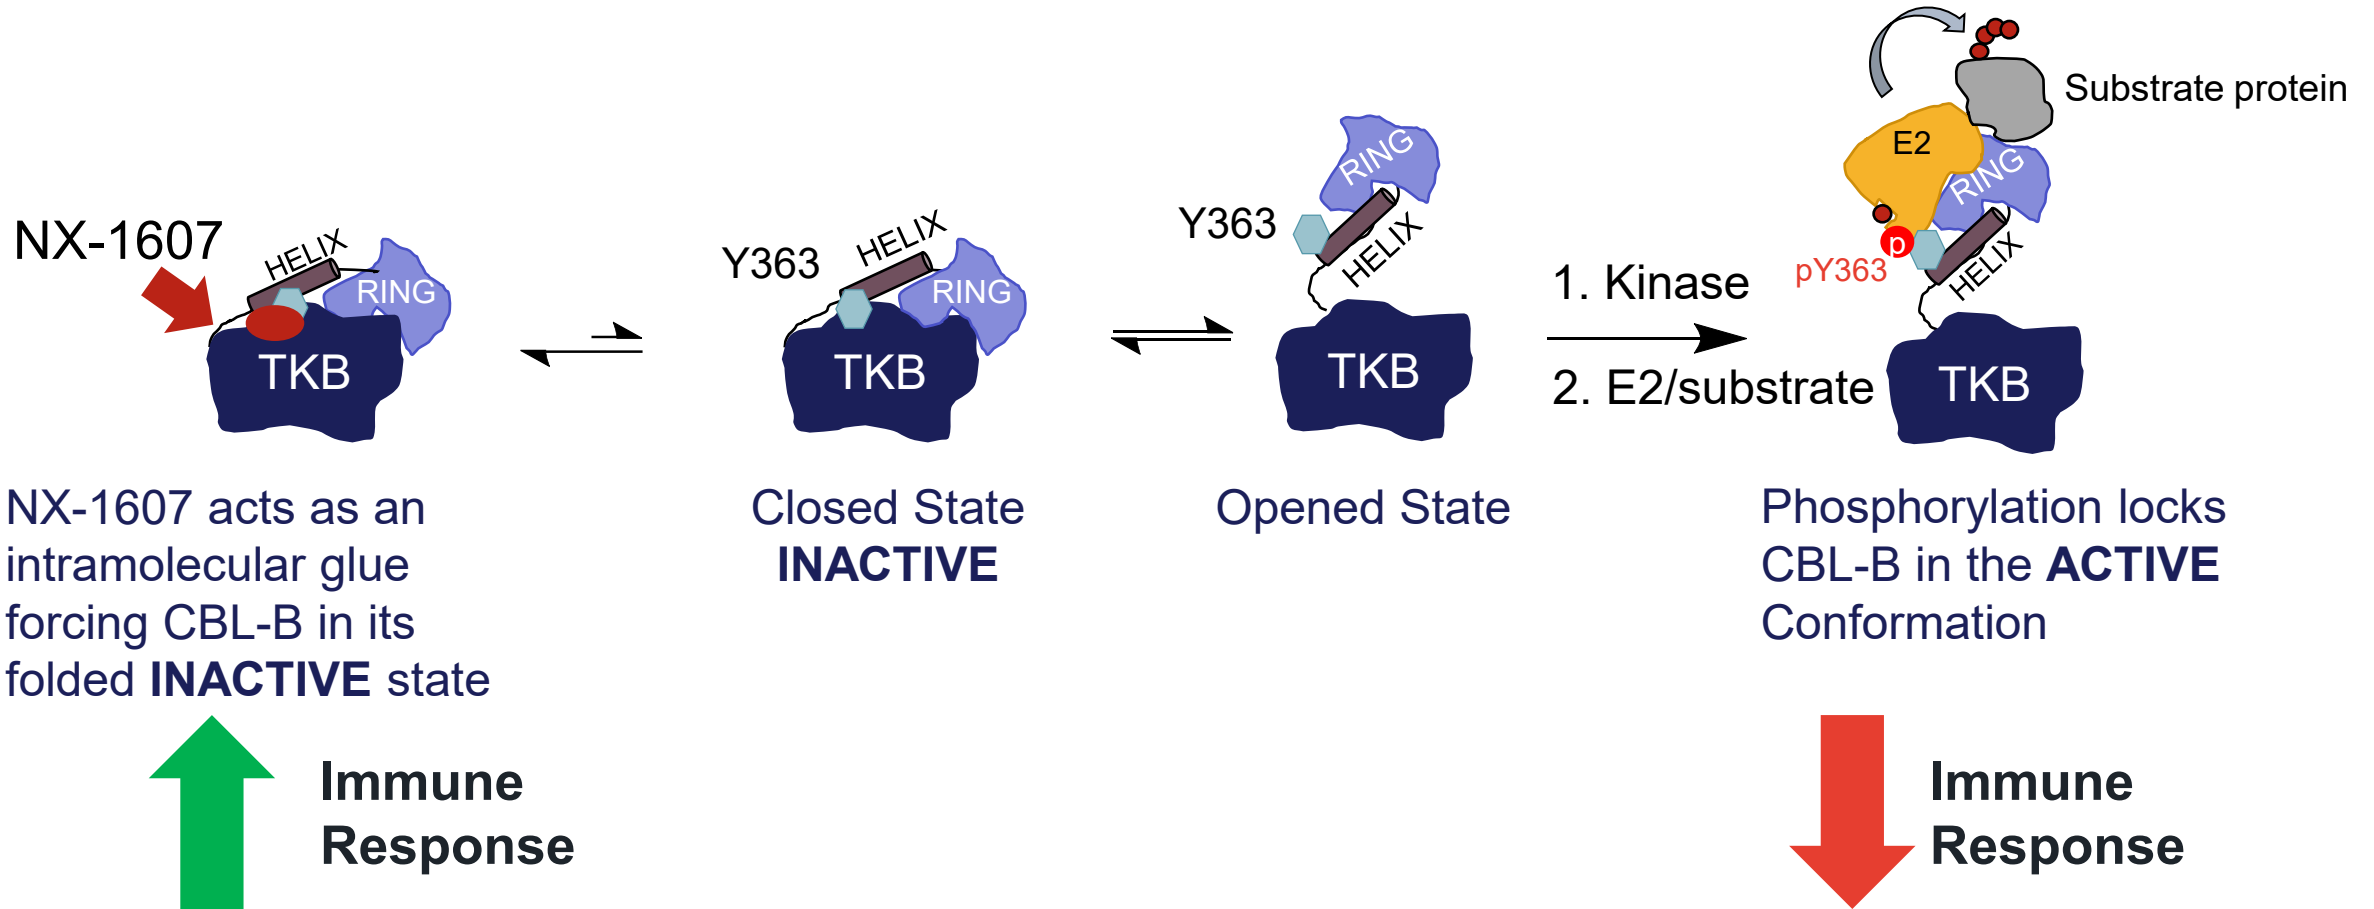 NX-1607
HELIX
RING
TKB
NX-1607 acts as an
intramolecular glue
forcing CBL-B in its
folded INACTIVE state
Immune
Response
Y363
HELIX
RING
TKB
Closed State
INACTIVE
Y363
RING
HELIX
TKB
Opened State
1. Kinase
2. E2/substrate
Substrate protein
E2
RING
p
pY363
HELIX
TKB
Phosphorylation locks
CBL-B in the ACTIVE
Conformation
Immune
Response